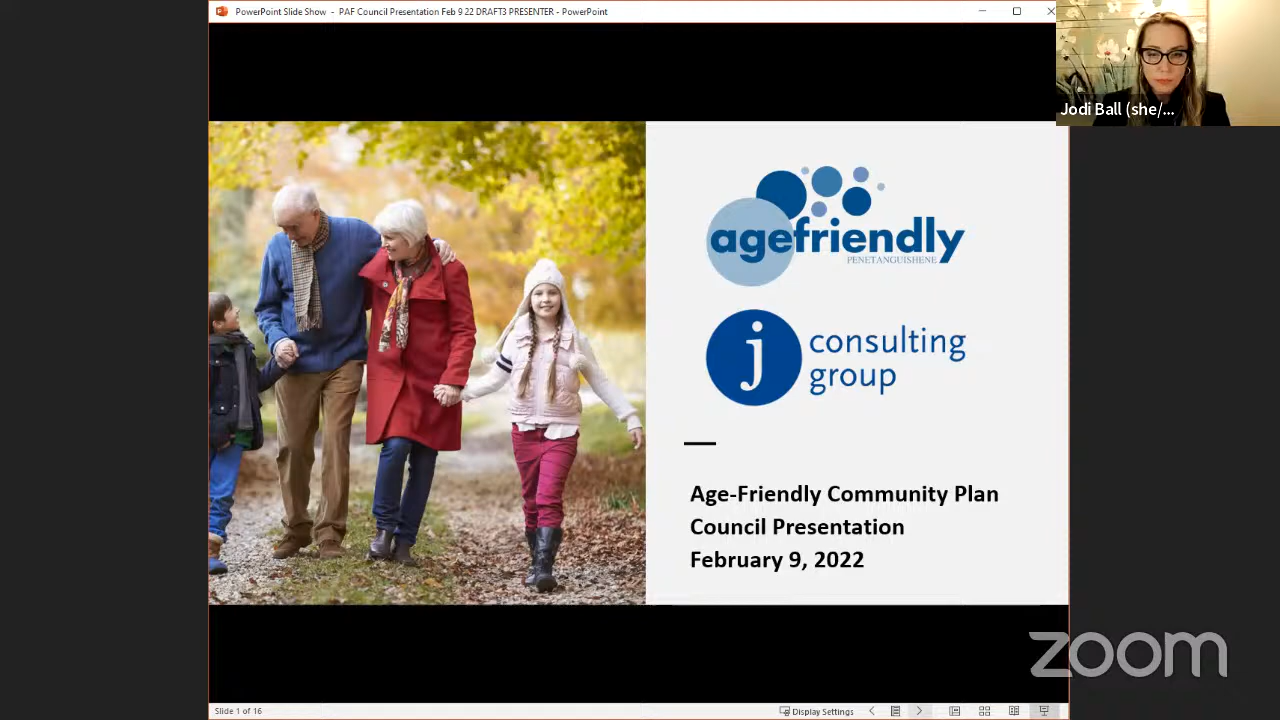 PowerPoint Slide Show - PAF Council Presentation Feb 9 22 DRAFT3 PRESENTER - PowerPoint
Jodi Ball (she/...
agefriendly
PENETANGUISHENE
j consulting
group
Age-Friendly Community Plan
Council Presentation
February 9, 2022
zoom
Slide 1 of 16
Display Settings